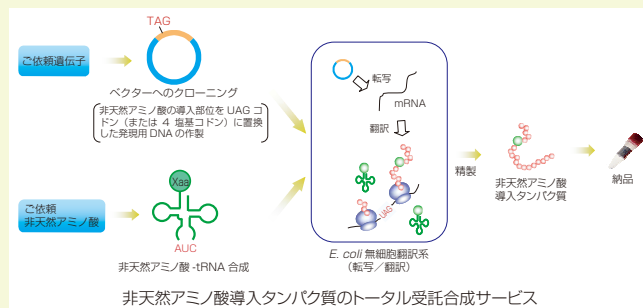 TAG
ご依頼遺伝子
ベクターへのクローニング
非天然アミノ酸の導入部位を UAG コ
ドン（または 4 塩基コドン）に置換
した発現用 DNA の作製
転写
mRNA
翻訳
UAG
E. coli 無細胞翻訳系
（転写／翻訳）
精製
非天然アミノ酸
導入タンパク質
納品
Xaa
ご依頼
非天然アミノ酸
AUC
非天然アミノ酸 -tRNA 合成
非天然アミノ酸導入タンパク質のトータル受託合成サービス